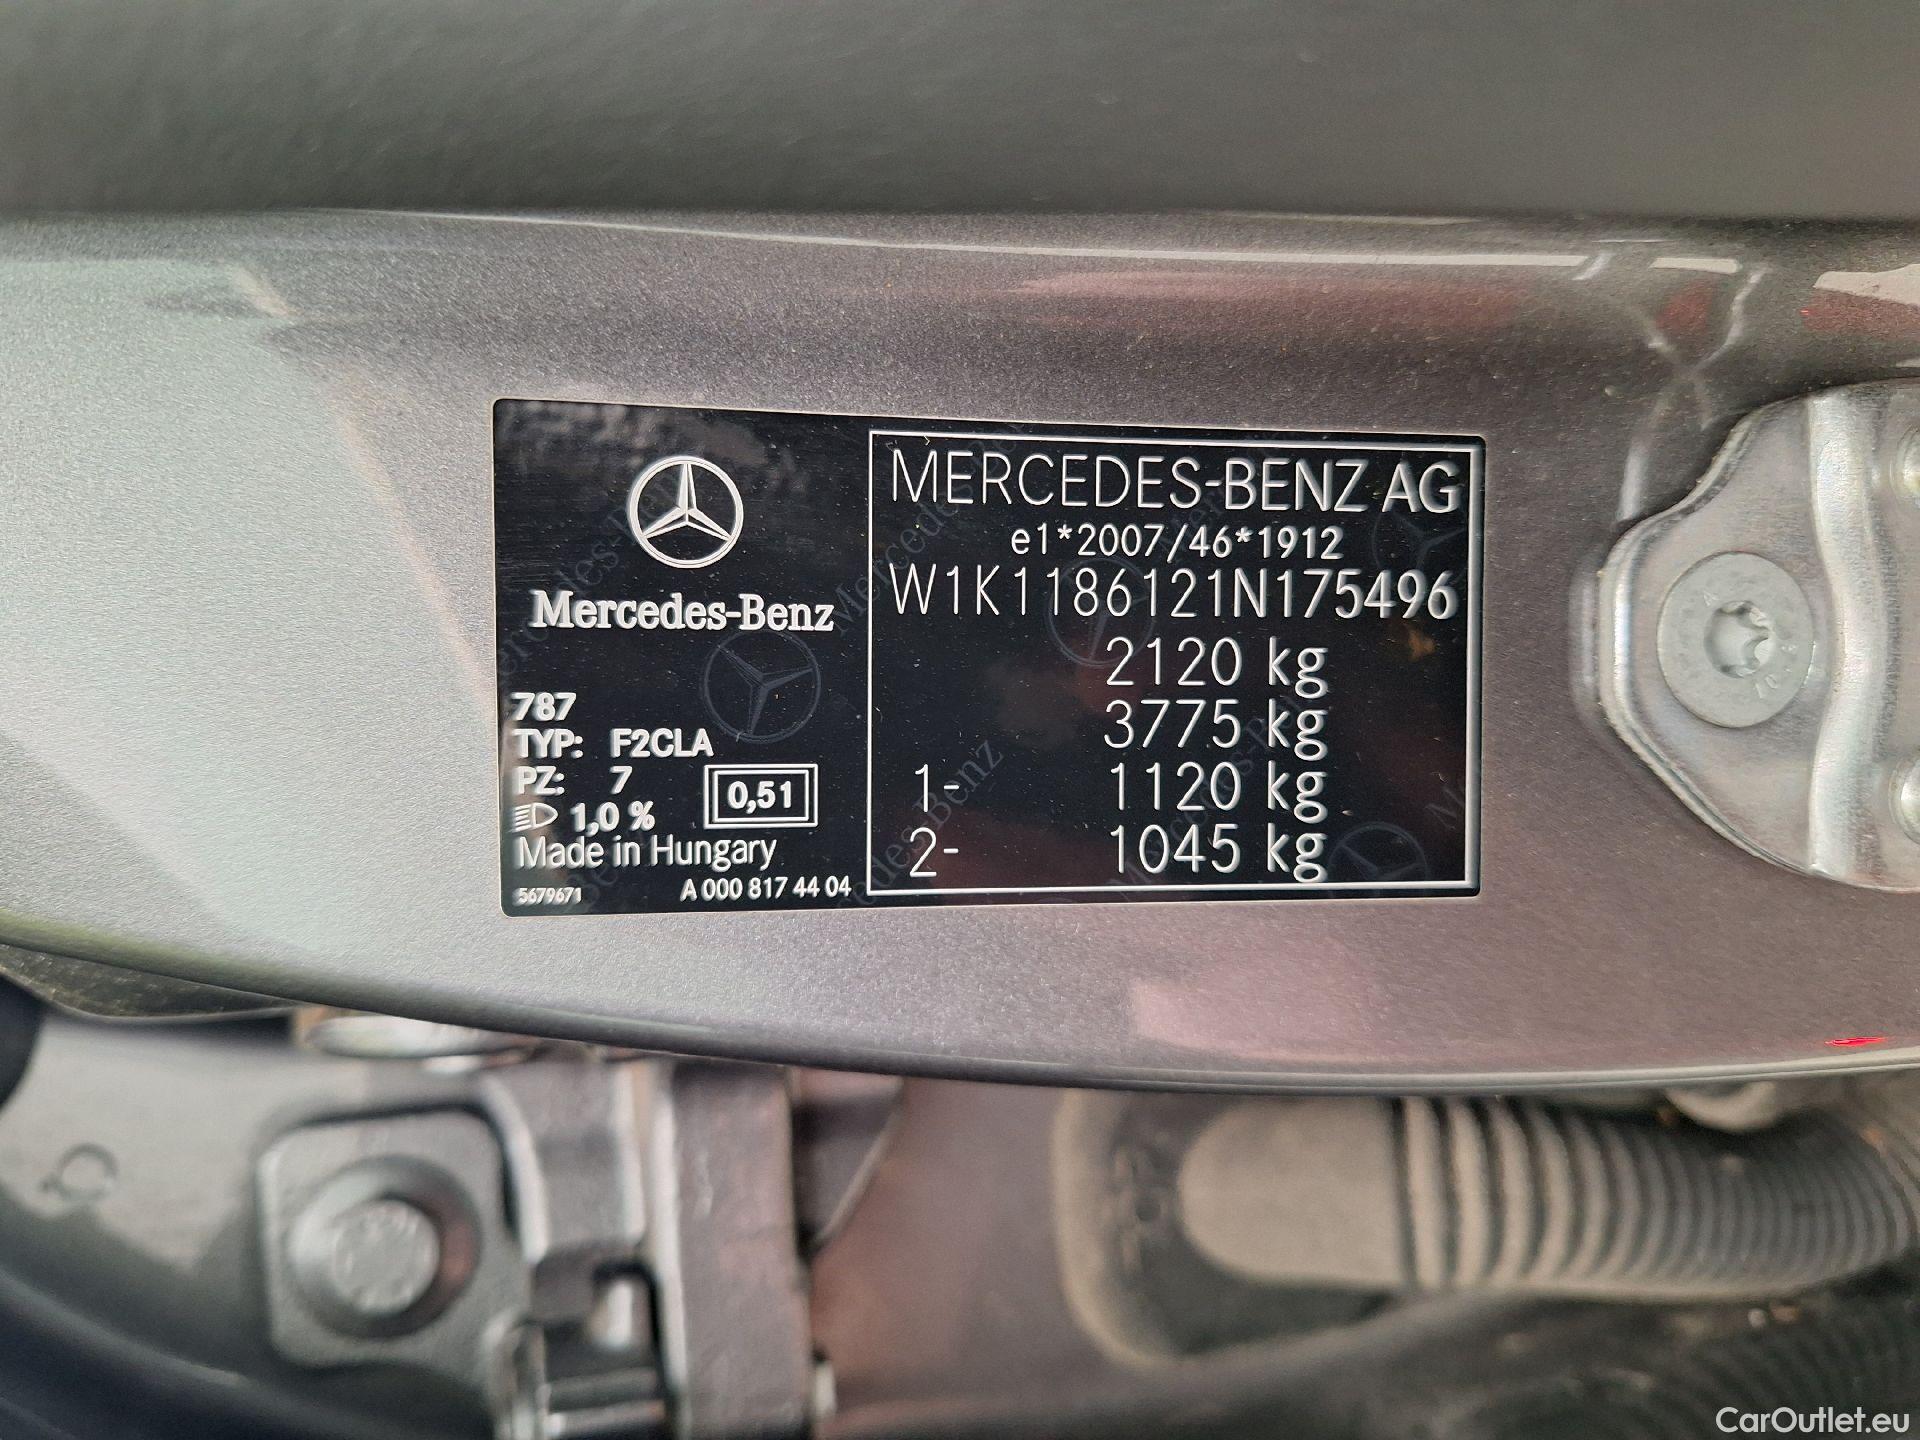 Mercedes-Benz
787
TYP: F2CLA
PZ: 7
1,0 %
0,51
Made in Hungary
5679671
A 000 817 44 04
MERCEDES-BENZ AG
e1*2007/46*1912
W1K1186121N175496
2120 kg
3775 kg
1- 1120 kg
2- 1045 kg
CarOutlet.eu